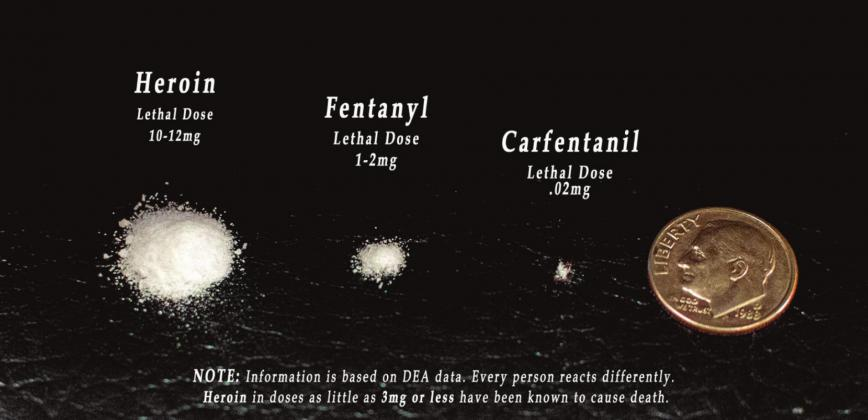 Heroin
Lethal Dose
10-12mg
Fentanyl
Lethal Dose
1-2mg
Carfentanil
Lethal Dose
.02mg
LIBERTY
IN GOD
WE TRUST
NOTE: Information is based on DEA data. Every person reacts differently.
Heroin in doses as little as 3mg or less have been known to cause death.